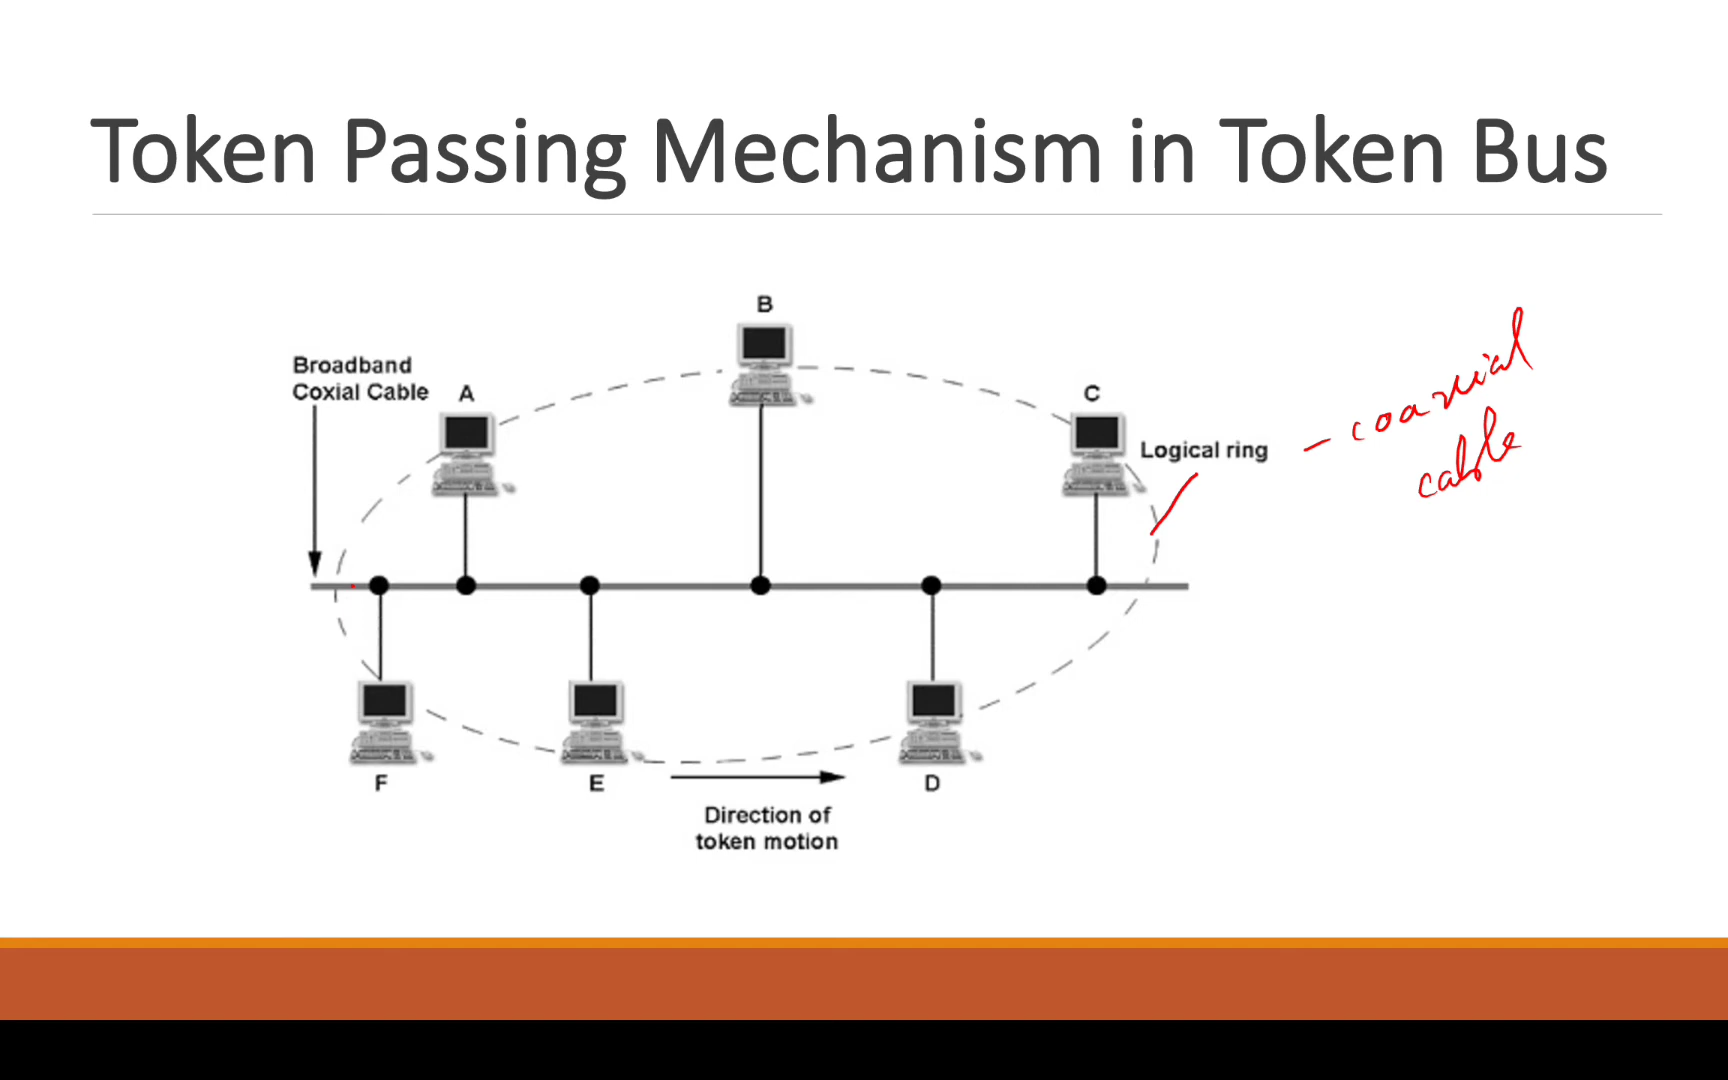 Token Passing Mechanism in Token Bus
B
Broadband
Coxial Cable
A
C
Logical ring
- coaxial
cable
F
E
D
Direction of
token motion